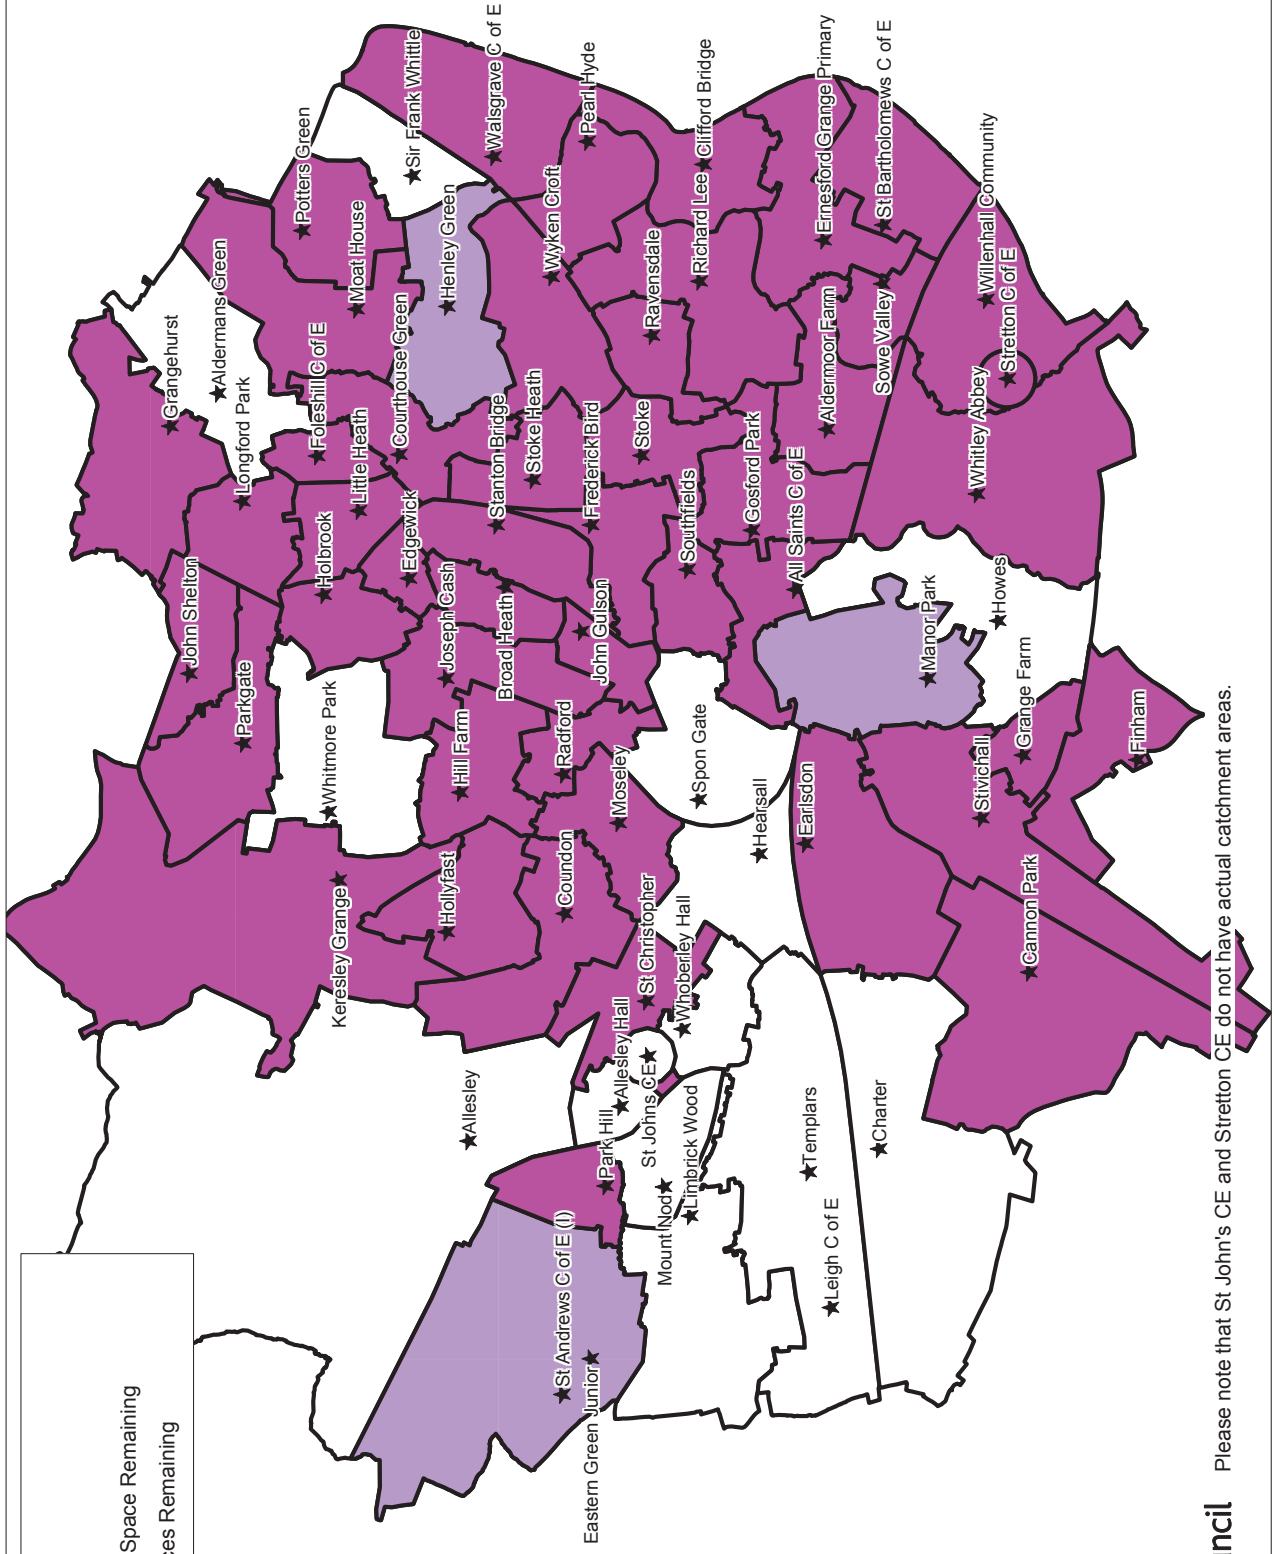 Space Remaining
ces Remaining
Sir Frank Whittle
Walsgrave C of E
Pearl Hyde
Clifford Bridge
Ernesford Grange Primary
St Bartholomews C of E
Potters Green
Moat House
Henley Green
Wyken Croft
Richard Lee
Ravensdale
Willenhall Community
Stretton C of E
Aldermans Green
Grangehurst
Longford Park
Foleshill C of E
Little Heath
Courthouse Green
Stanton Bridge
Stoke Heath
Frederick Bird
Stoke
Aldermoor Farm
Sowe Valley
Whitley Abbey
Gosford Park
Southfields
All Saints C of E
Holbrook
Edgewick
John Shelton
Parkgate
Joseph Cash
Broad Heath
John Gulson
Manor Park
Howes
Grange Farm
Finham
Stivichall
Whitmore Park
Hill Farm
Radford
Moseley
Spon Gate
Hearsall
Earlsdon
Cannon Park
Keresley Grange
Hollyfast
Coundon
St Christopher
Whoberley Hall
Allesley Hall
St Johns CE
Allesley
Park Hill
Limbrick Wood
Mount Nod
Templars
Charter
Leigh C of E
St Andrews C of E (I)
Eastern Green Junior
ncil
Please note that St John's CE and Stretton CE do not have actual catchment areas.